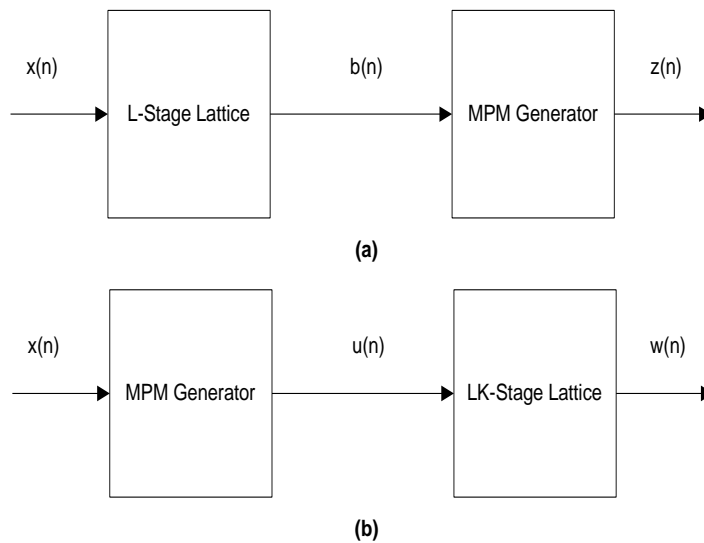 x(n)
b(n)
z(n)
L-Stage Lattice
MPM Generator
(a)
x(n)
u(n)
w(n)
MPM Generator
LK-Stage Lattice
(b)